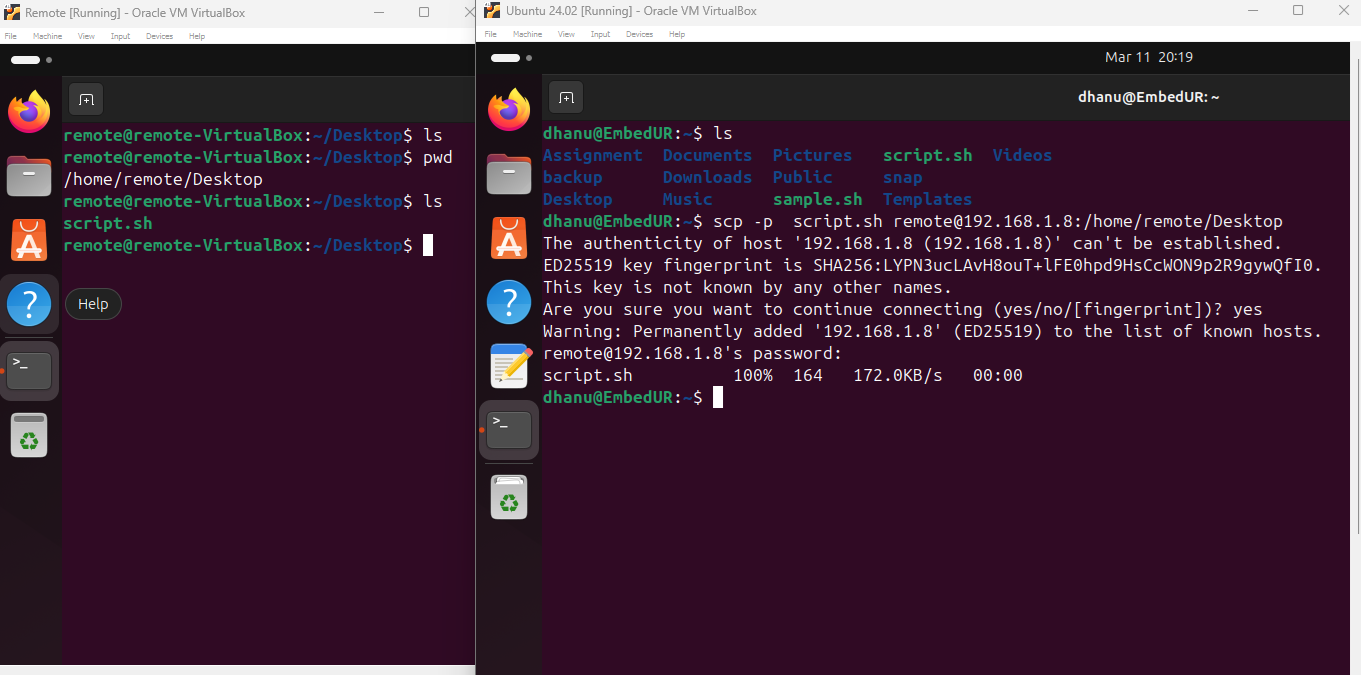 Remote [Running] - Oracle VM VirtualBox
File Machine View Input Devices Help
remote@remote-VirtualBox:~/Desktop$ ls
remote@remote-VirtualBox:~/Desktop$ pwd
/home/remote/Desktop
remote@remote-VirtualBox:~/Desktop$ ls
script.sh
remote@remote-VirtualBox:~/Desktop$
Help
Ubuntu 24.02 [Running] - Oracle VM VirtualBox
File Machine View Input Devices Help
Mar 11 20:19
dhanu@EmbedUR: ~
dhanu@EmbedUR:~$ ls
Assignment Documents Pictures script.sh Videos
backup Downloads Public snap
Desktop Music sample.sh Templates
dhanu@EmbedUR:~$ scp -p  script.sh remote@192.168.1.8:/home/remote/Desktop
The authenticity of host '192.168.1.8 (192.168.1.8)' can't be established.
ED25519 key fingerprint is SHA256:LYPN3ucLAvH8ouT+lFE0hpd9HsCcWON9p2R9gywQfI0.
This key is not known by any other names.
Are you sure you want to continue connecting (yes/no/[fingerprint])? yes
Warning: Permanently added '192.168.1.8' (ED25519) to the list of known hosts.
remote@192.168.1.8's password:
script.sh 100% 164 172.0KB/s 00:00
dhanu@EmbedUR:~$